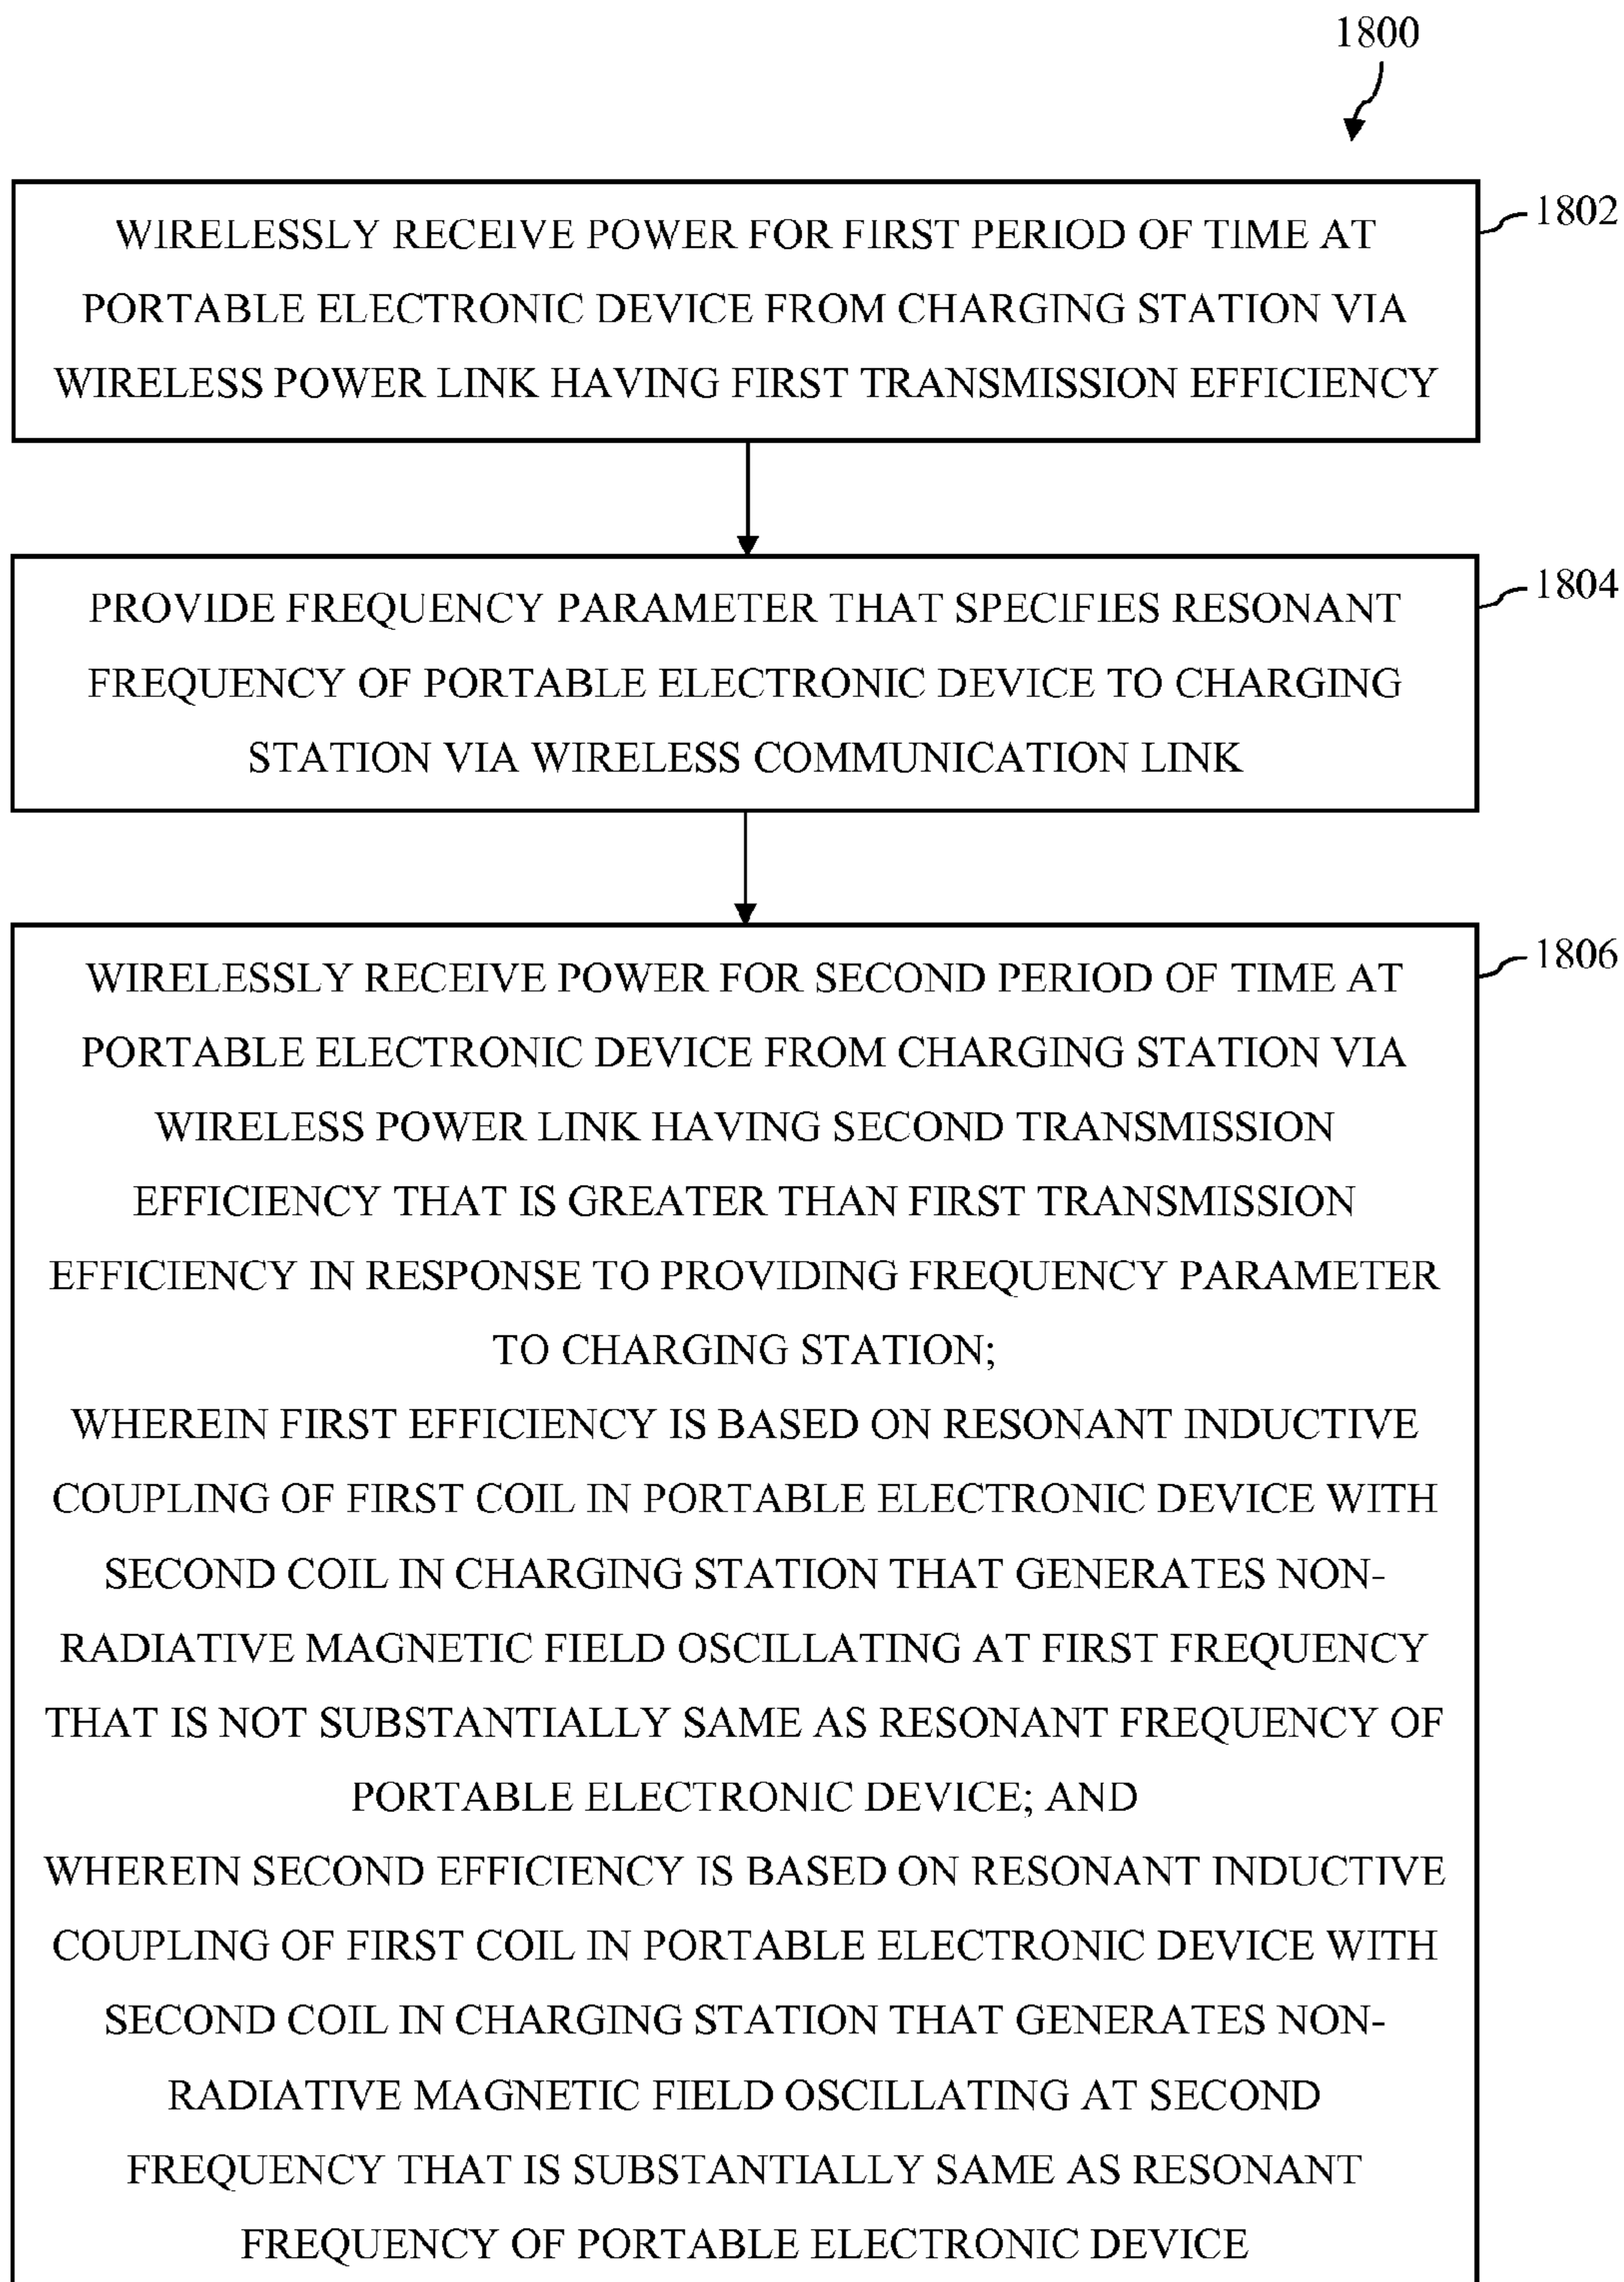 1800
1802
WIRELESSLY RECEIVE POWER FOR FIRST PERIOD OF TIME AT
PORTABLE ELECTRONIC DEVICE FROM CHARGING STATION VIA
WIRELESS POWER LINK HAVING FIRST TRANSMISSION EFFICIENCY
1804
PROVIDE FREQUENCY PARAMETER THAT SPECIFIES RESONANT
FREQUENCY OF PORTABLE ELECTRONIC DEVICE TO CHARGING
STATION VIA WIRELESS COMMUNICATION LINK
1806
WIRELESSLY RECEIVE POWER FOR SECOND PERIOD OF TIME AT
PORTABLE ELECTRONIC DEVICE FROM CHARGING STATION VIA
WIRELESS POWER LINK HAVING SECOND TRANSMISSION
EFFICIENCY THAT IS GREATER THAN FIRST TRANSMISSION
EFFICIENCY IN RESPONSE TO PROVIDING FREQUENCY PARAMETER
TO CHARGING STATION;
WHEREIN FIRST EFFICIENCY IS BASED ON RESONANT INDUCTIVE
COUPLING OF FIRST COIL IN PORTABLE ELECTRONIC DEVICE WITH
SECOND COIL IN CHARGING STATION THAT GENERATES NON-
RADIATIVE MAGNETIC FIELD OSCILLATING AT FIRST FREQUENCY
THAT IS NOT SUBSTANTIALLY SAME AS RESONANT FREQUENCY OF
PORTABLE ELECTRONIC DEVICE; AND
WHEREIN SECOND EFFICIENCY IS BASED ON RESONANT INDUCTIVE
COUPLING OF FIRST COIL IN PORTABLE ELECTRONIC DEVICE WITH
SECOND COIL IN CHARGING STATION THAT GENERATES NON-
RADIATIVE MAGNETIC FIELD OSCILLATING AT SECOND
FREQUENCY THAT IS SUBSTANTIALLY SAME AS RESONANT
FREQUENCY OF PORTABLE ELECTRONIC DEVICE